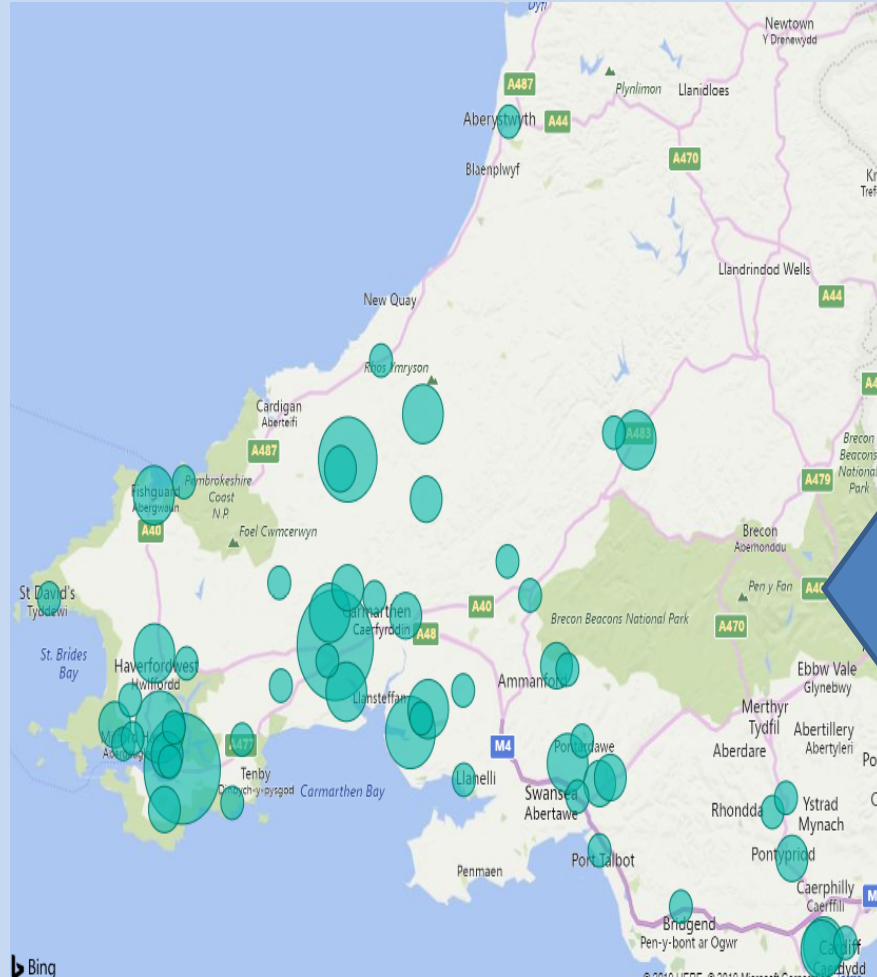 Dyfi
Newtown
Y Drenewydd
A487
Plynlimon
Llanidloes
Aberystwyth
A44
A470
Blaenplwyf
Llandrindod Wells
New Quay
A44
Rhos Ymryson
Cardigan
Aberteifi
A487
A483
Brecon
Beacons
National
Park
A479
Pembrokeshire
Coast
N.P.
Fishguard
Abergwaun
A40
Foel Cwmcerwyn
Brecon
Aberhonddu
St David's
Tyddewi
Pen y Fan
A40
Carmarthen
Caerfyrddin
A48
A40
Brecon Beacons National Park
A470
St. Brides
Bay
Haverfordwest
Hwlffordd
Ammanford
Ebbw Vale
Glynebwy
Llansteffan
Merthyr
Tydfil
Abertillery
Abertyleri
M4
Pontardawe
Aberdare
A477
Tenby
Dinbych-y-pysgod
Carmarthen Bay
Llanelli
Swansea
Abertawe
Rhondda
Ystrad
Mynach
Port Talbot
Pontypridd
Penmaen
Caerphilly
Caerffili
Bridgend
Pen-y-bont ar Ogwr
Cardiff
Caerdydd
Bing